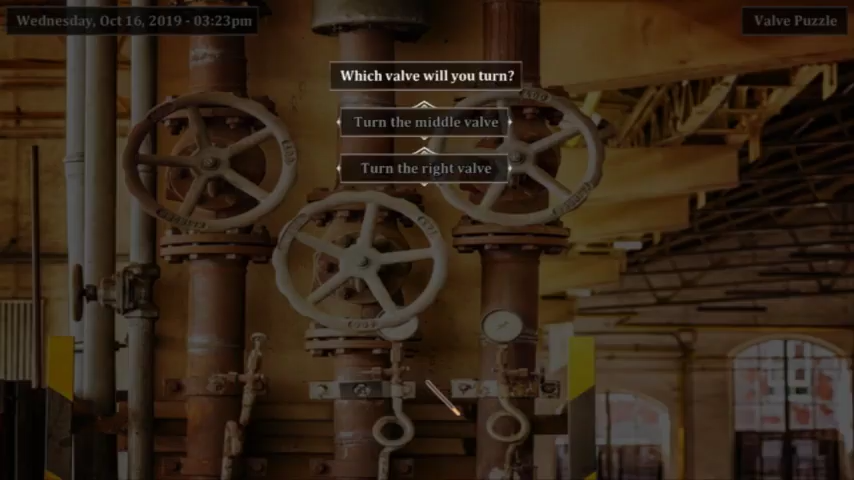 Wednesday, Oct 16, 2019 - 03:23pm
Valve Puzzle
Which valve will you turn?
Turn the middle valve
Turn the right valve